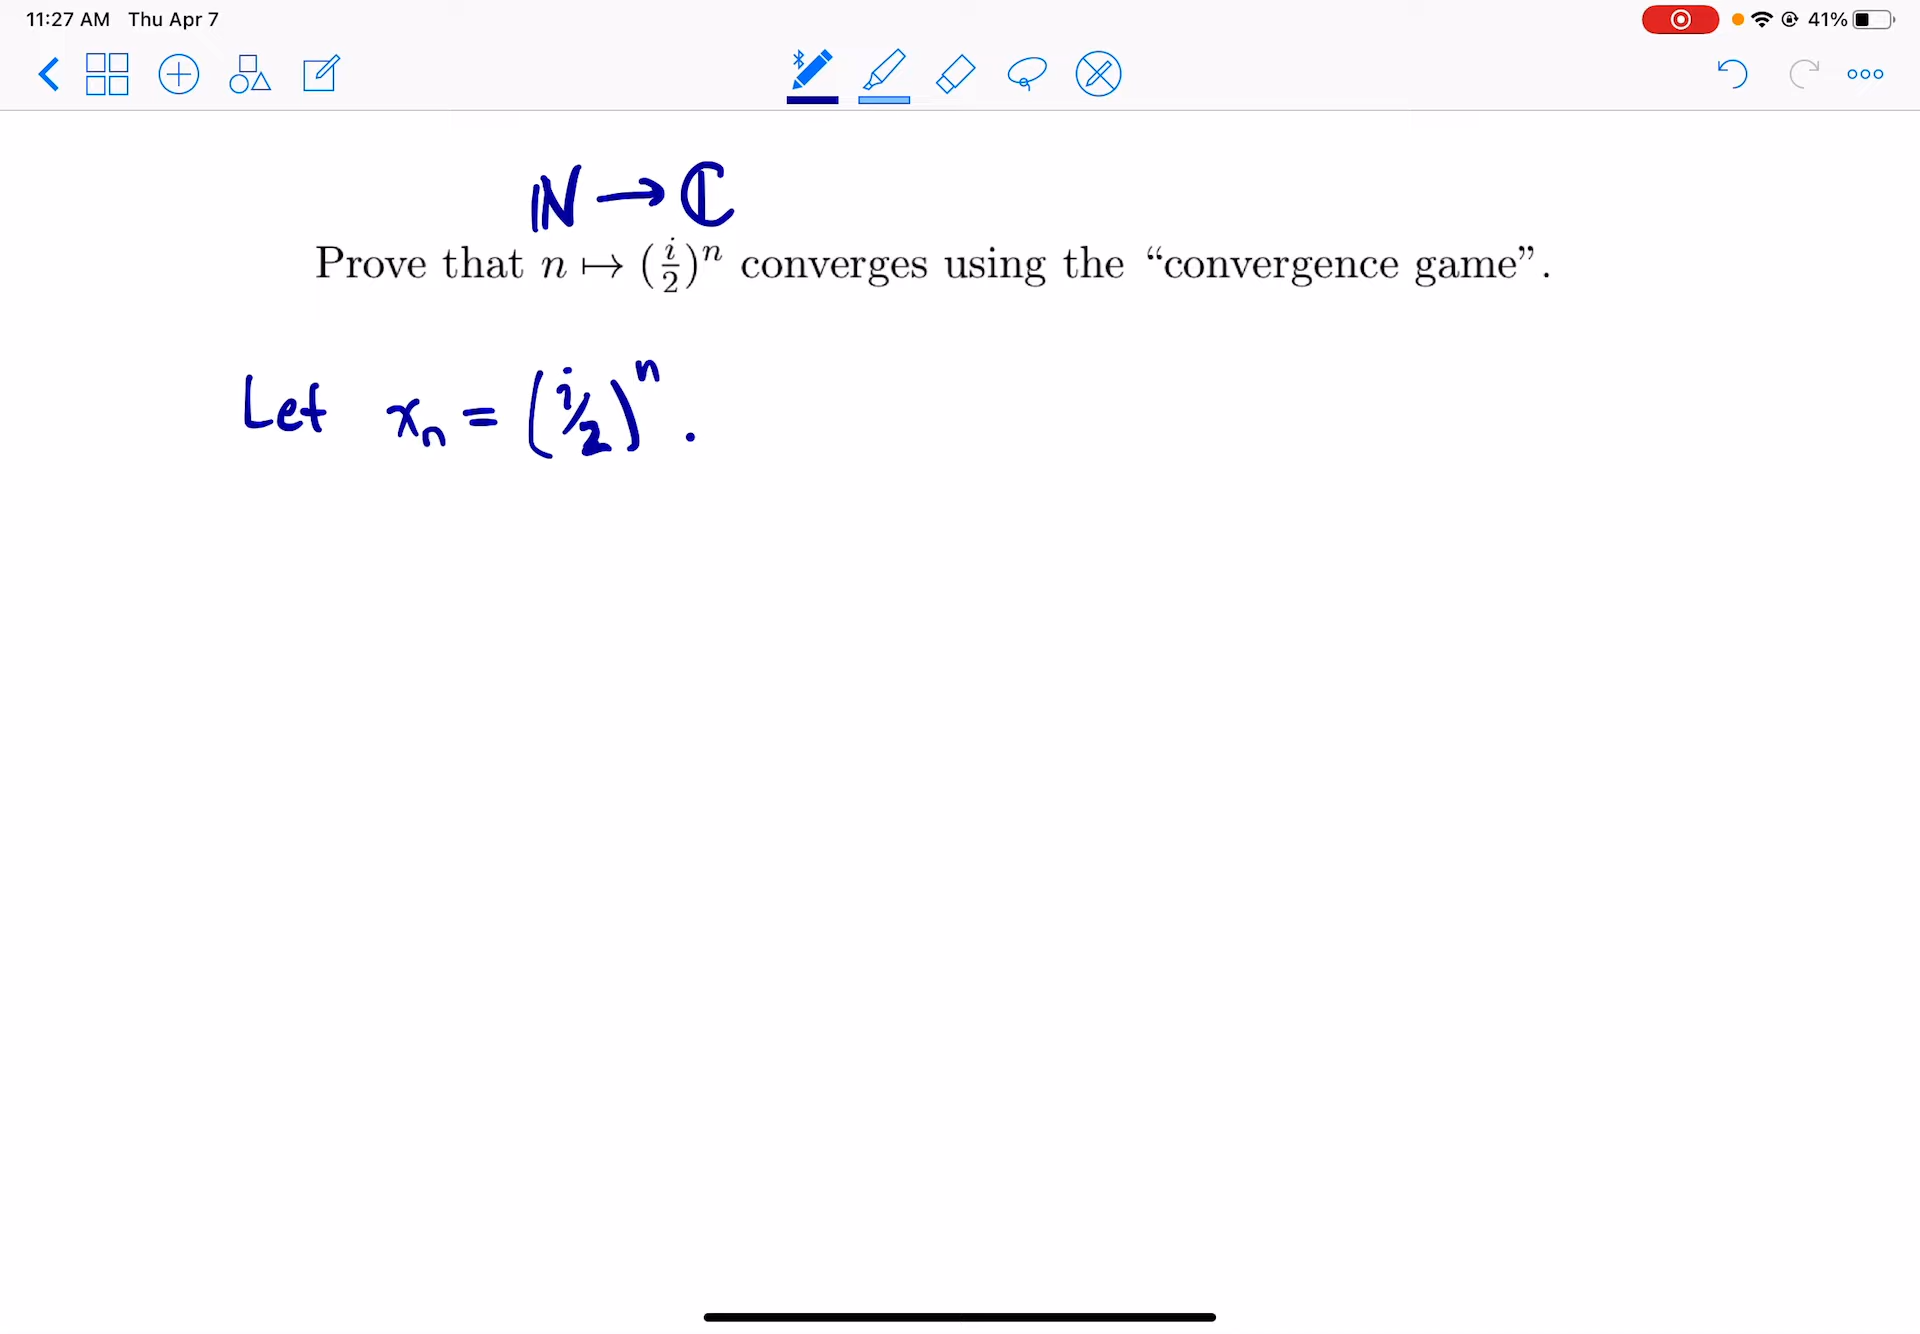 11:27 AM Thu Apr 7 41%
ℕ → ℂ
Prove that n ↦ (i/2)ⁿ converges using the “convergence game”.
Let xₙ = (i/2)ⁿ .